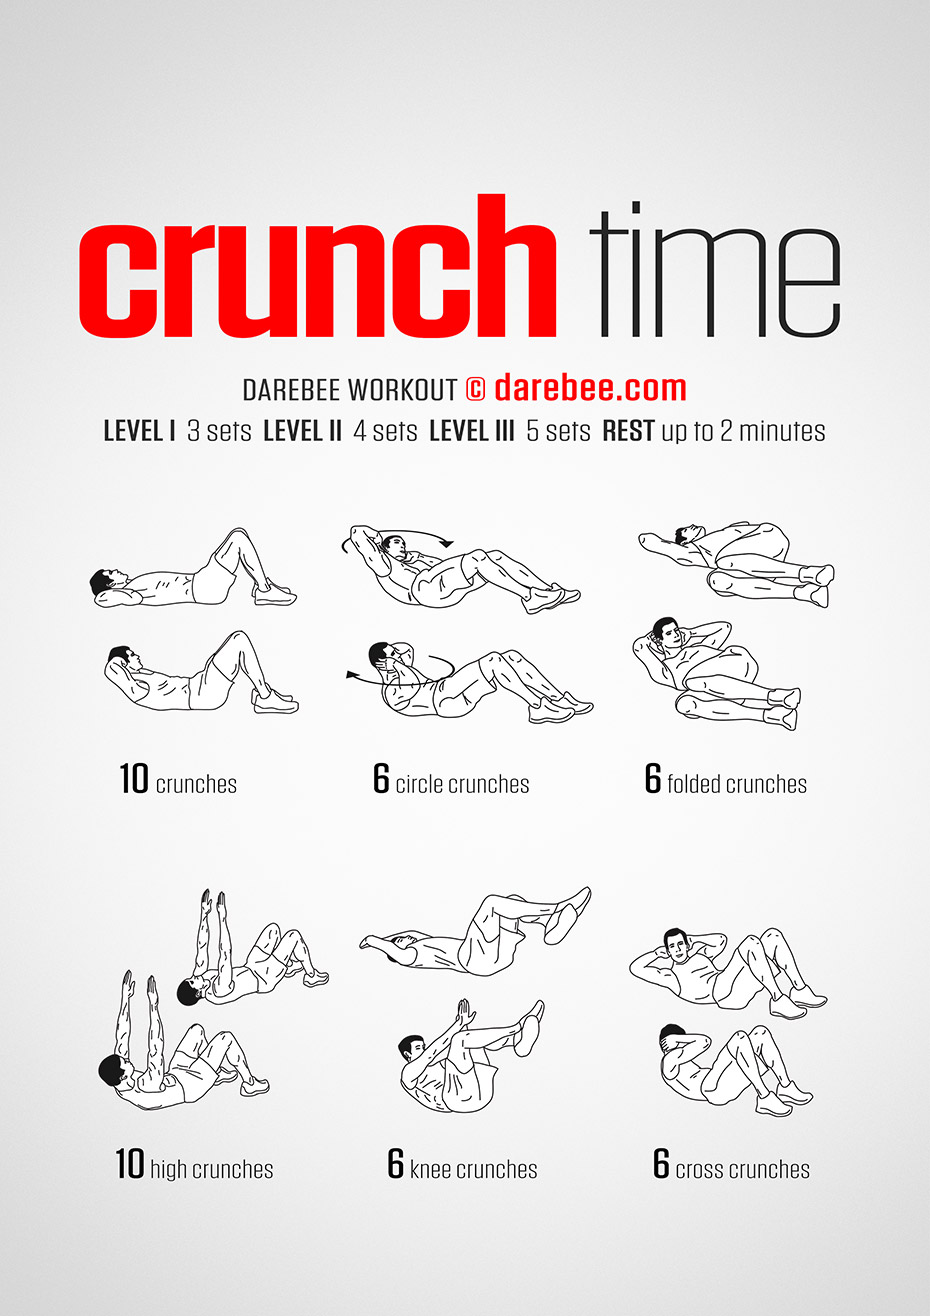 crunch time
DAREBEE WORKOUT © darebee.com
LEVEL I 3 sets LEVEL II 4 sets LEVEL III 5 sets REST up to 2 minutes
10 crunches
6 circle crunches
6 folded crunches
10 high crunches
6 knee crunches
6 cross crunches